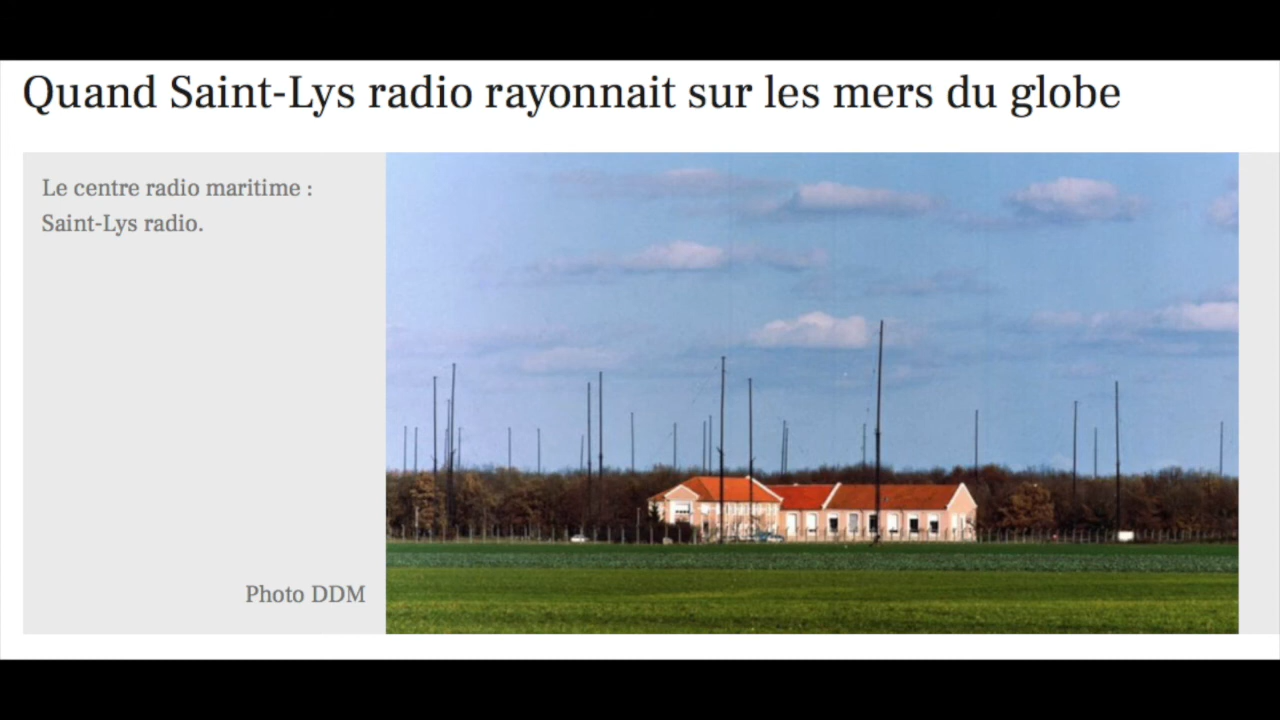 Quand Saint-Lys radio rayonnait sur les mers du globe
Le centre radio maritime :
Saint-Lys radio.
Photo DDM